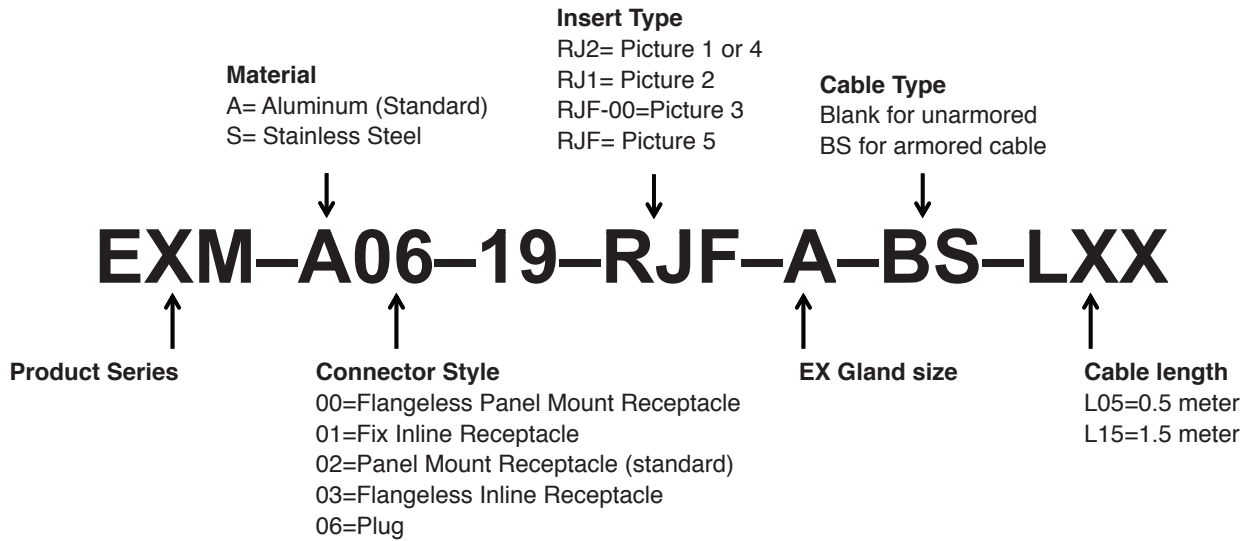 Insert Type
RJ2= Picture 1 or 4
RJ1= Picture 2
RJF-00=Picture 3
RJF= Picture 5
Material
A= Aluminum (Standard)
S= Stainless Steel
Cable Type
Blank for unarmored
BS for armored cable
EXM–A06–19–RJF–A–BS–LXX
Product Series
Connector Style
00=Flangeless Panel Mount Receptacle
01=Fix Inline Receptacle
02=Panel Mount Receptacle (standard)
03=Flangeless Inline Receptacle
06=Plug
EX Gland size
Cable length
L05=0.5 meter
L15=1.5 meter